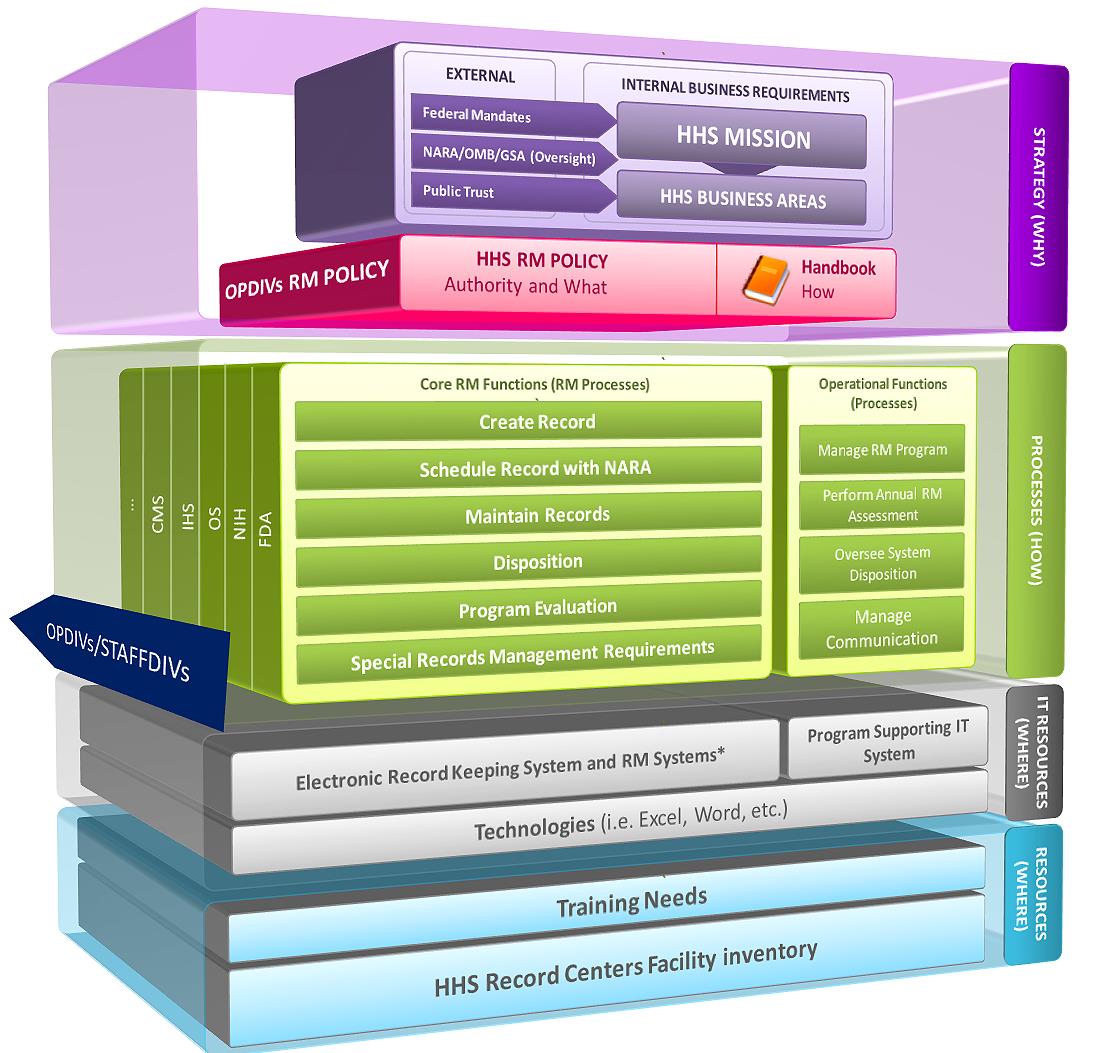 EXTERNAL
Federal Mandates
NARA/OMB/GSA (Oversight)
Public Trust
INTERNAL BUSINESS REQUIREMENTS
HHS MISSION
HHS BUSINESS AREAS
STRATEGY (WHY)
OPDIVs RM POLICY
HHS RM POLICY
Authority and What
Handbook
How
...
CMS
IHS
OS
NIH
FDA
Core RM Functions (RM Processes)
Create Record
Schedule Record with NARA
Maintain Records
Disposition
Program Evaluation
Special Records Management Requirements
Operational Functions
(Processes)
Manage RM Program
Perform Annual RM
Assessment
Oversee System
Disposition
Manage
Communication
PROCESSES (HOW)
OPDIVs/STAFFDIVs
Electronic Record Keeping System and RM Systems*
Program Supporting IT
System
Technologies (i.e. Excel, Word, etc.)
IT RESOURCES
(WHERE)
Training Needs
HHS Record Centers Facility inventory
RESOURCES
(WHERE)